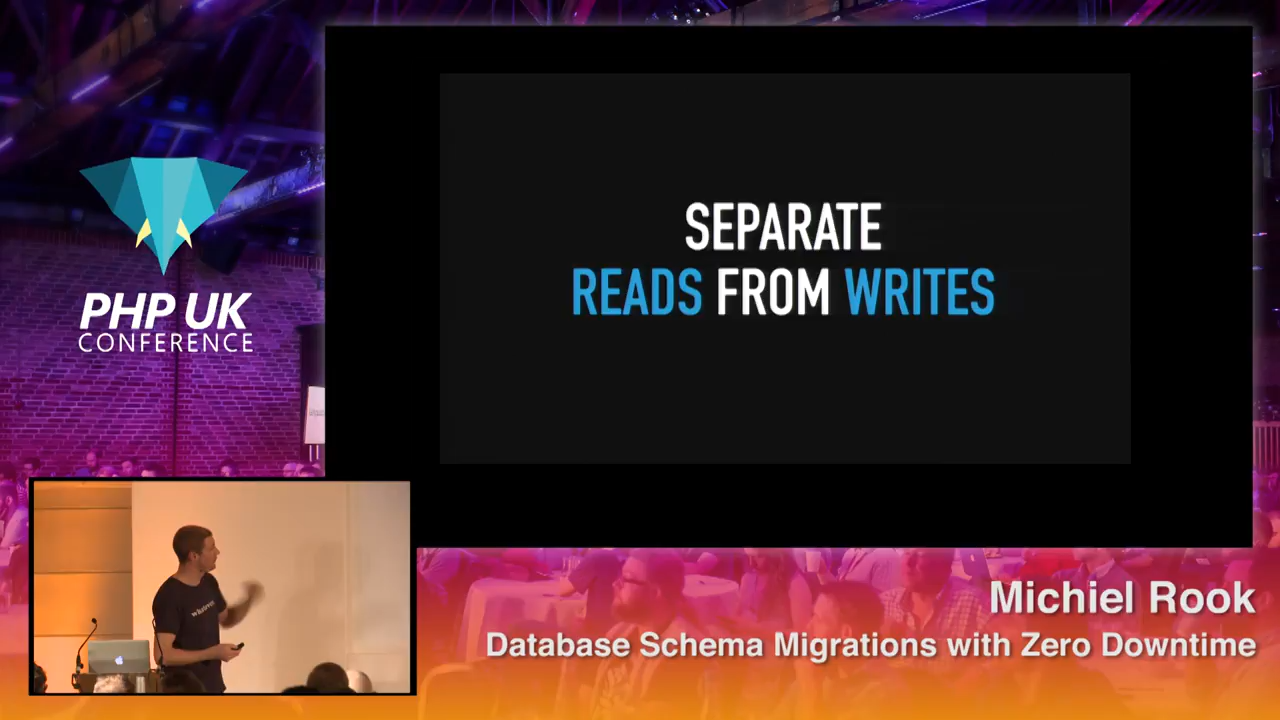 SEPARATE
READS FROM WRITES
PHP UK
CONFERENCE
Michiel Rook
Database Schema Migrations with Zero Downtime